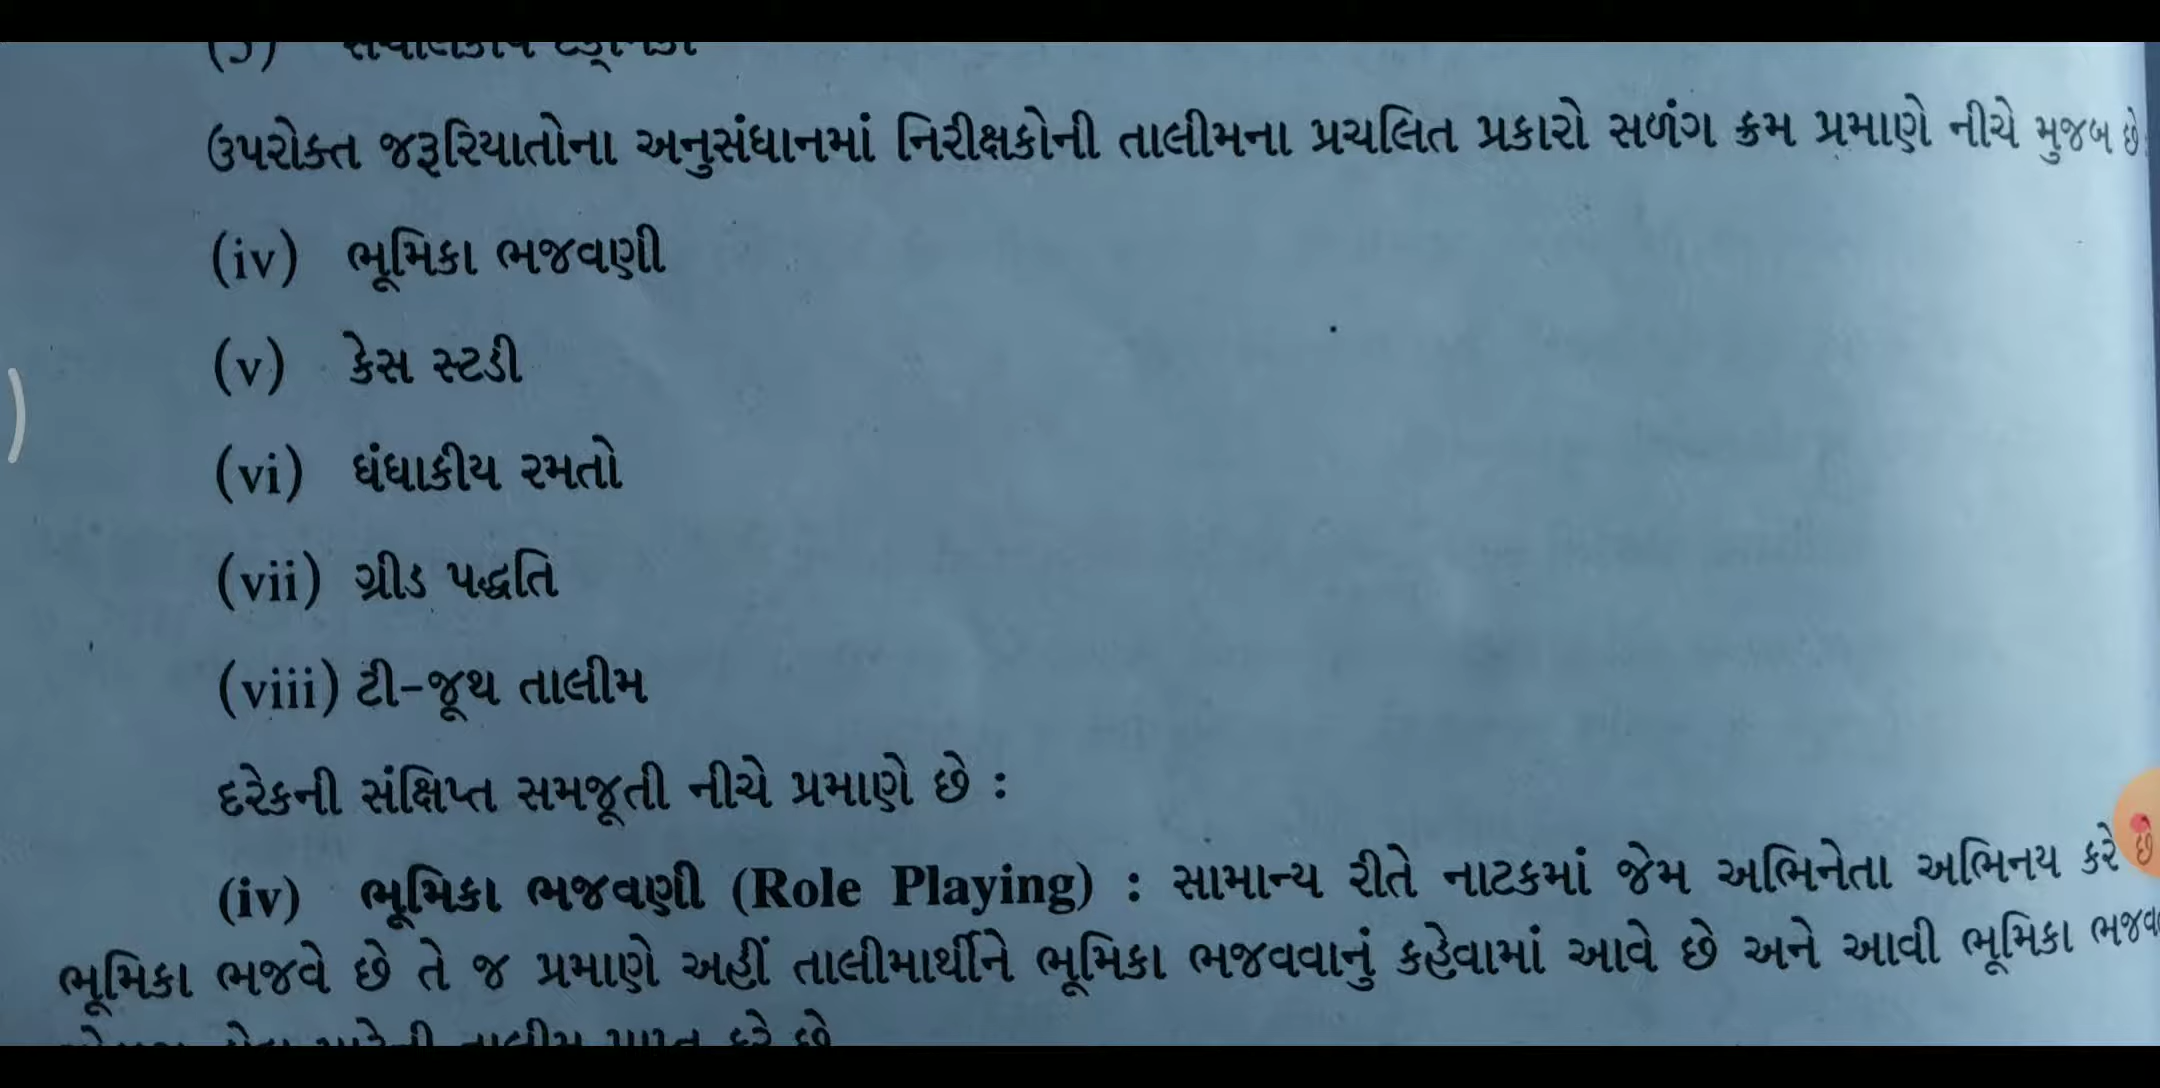 ઉપરોક્ત જરૂરિયાતોના અનુસંધાનમાં નિરીક્ષકોની તાલીમના પ્રચલિત પ્રકારો સળંગ ક્રમ પ્રમાણે નીચે મુજબ છે
(iv) ભૂમિકા ભજવણી
(v) કેસ સ્ટડી
(vi) ધંધાકીય રમતો
(vii) ગ્રીડ પદ્ધતિ
(viii) ટી-જૂથ તાલીમ
દરેકની સંક્ષિપ્ત સમજૂતી નીચે પ્રમાણે છે :
(iv) ભૂમિકા ભજવણી (Role Playing) : સામાન્ય રીતે નાટકમાં જેમ અભિનેતા અભિનય કરે છે
ભૂમિકા ભજવે છે તે જ પ્રમાણે અહીં તાલીમાર્થીને ભૂમિકા ભજવવાનું કહેવામાં આવે છે અને આવી ભૂમિકા